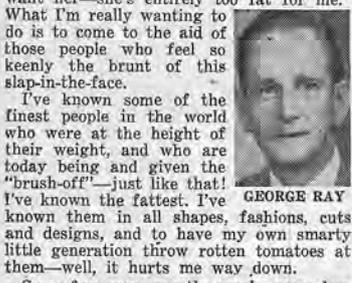 want her—she's entirely too fat for me."
What I'm really wanting to
do is to come to the aid of
those people who feel so
keenly the brunt of this
slap-in-the-face.
I've known some of the
finest people in the world
who were at the height of
their weight, and who are
today being and given the
"brush-off"—just like that!
I've known the fattest. I've
GEORGE RAY
known them in all shapes, fashions, cuts
and designs, and to have my own smarty
little generation throw rotten tomatoes at
them—well, it hurts me way down.